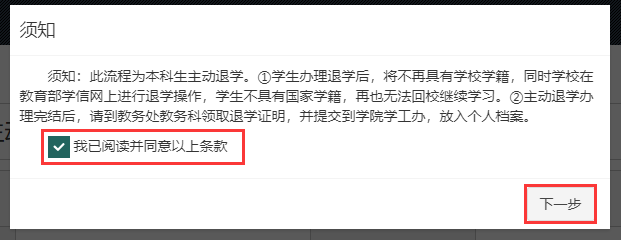 须知
须知：此流程为本科生主动退学。①学生办理退学后，将不再具有学校学籍，同时学校在
教育部学信网上进行退学操作，学生不具有国家学籍，再也无法回校继续学习。②主动退学办
理完结后，请到教务处教务科领取退学证明，并提交到学院学工办，放入个人档案。
我已阅读并同意以上条款
下一步